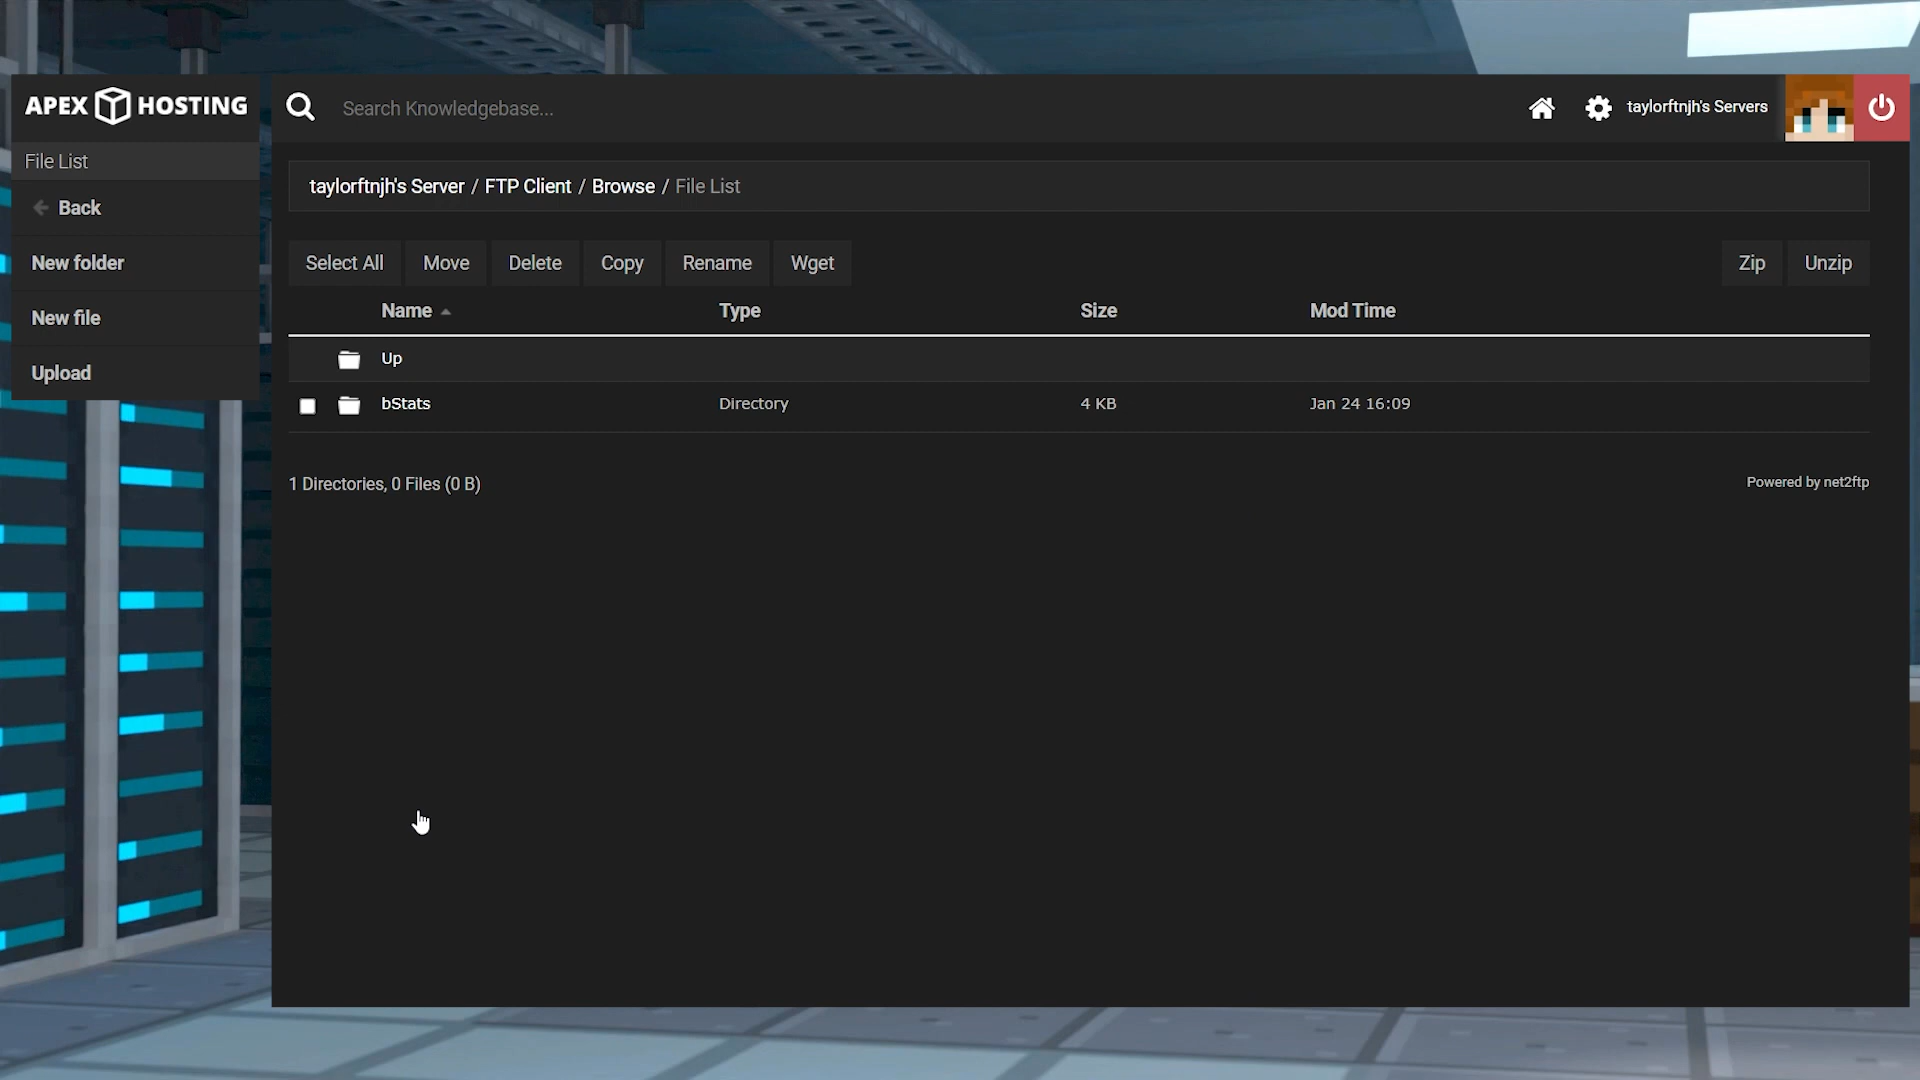 APEX HOSTING
Search Knowledgebase...
taylorftnjh's Servers
File List
Back
New folder
New file
Upload
taylorftnjh's Server / FTP Client / Browse / File List
Select All Move Delete Copy Rename Wget Zip Unzip
Name Type Size Mod Time
Up
bStats Directory 4 KB Jan 24 16:09
1 Directories, 0 Files (0 B)
Powered by net2ftp